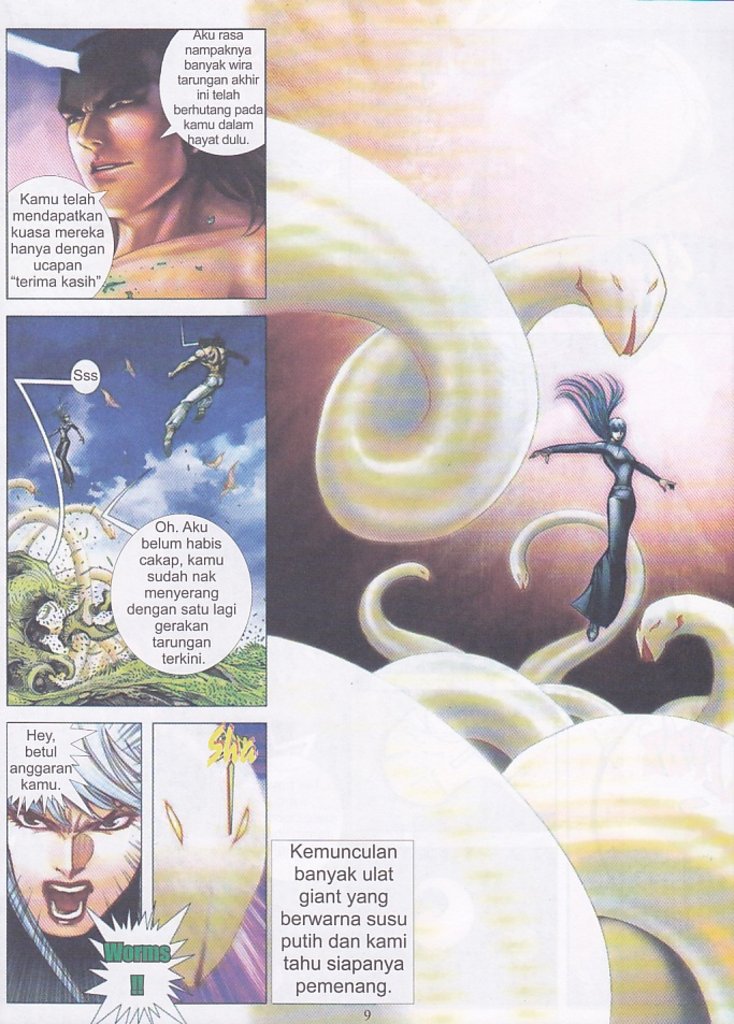 Aku rasa
nampaknya
banyak wira
tarungan akhir
ini telah
berhutang pada
kamu dalam
hayat dulu.
Kamu telah
mendapatkan
kuasa mereka
hanya dengan
ucapan
“terima kasih”
Sss
Oh. Aku
belum habis
cakap, kamu
sudah nak
menyerang
dengan satu lagi
gerakan
tarungan
terkini.
Hey,
betul
anggaran
kamu.
Worms
!!
Kemunculan
banyak ulat
giant yang
berwarna susu
putih dan kami
tahu siapanya
pemenang.
9